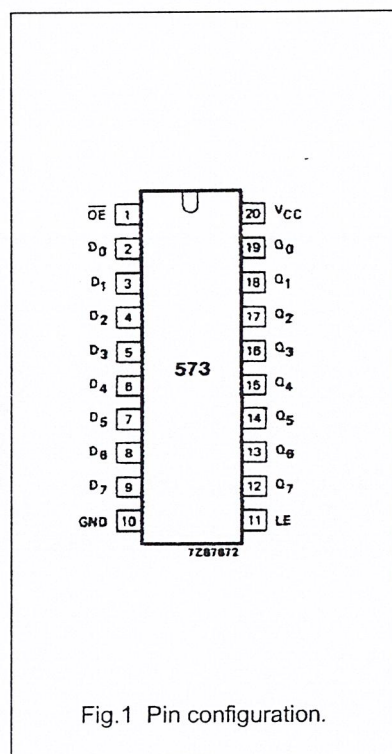 O̅E̅ 1 20 VCC
D0 2 19 Q0
D1 3 18 Q1
D2 4 17 Q2
D3 5 16 Q3
D4 6 573 15 Q4
D5 7 14 Q5
D6 8 13 Q6
D7 9 12 Q7
GND 10 11 LE
7Z87672
Fig.1 Pin configuration.